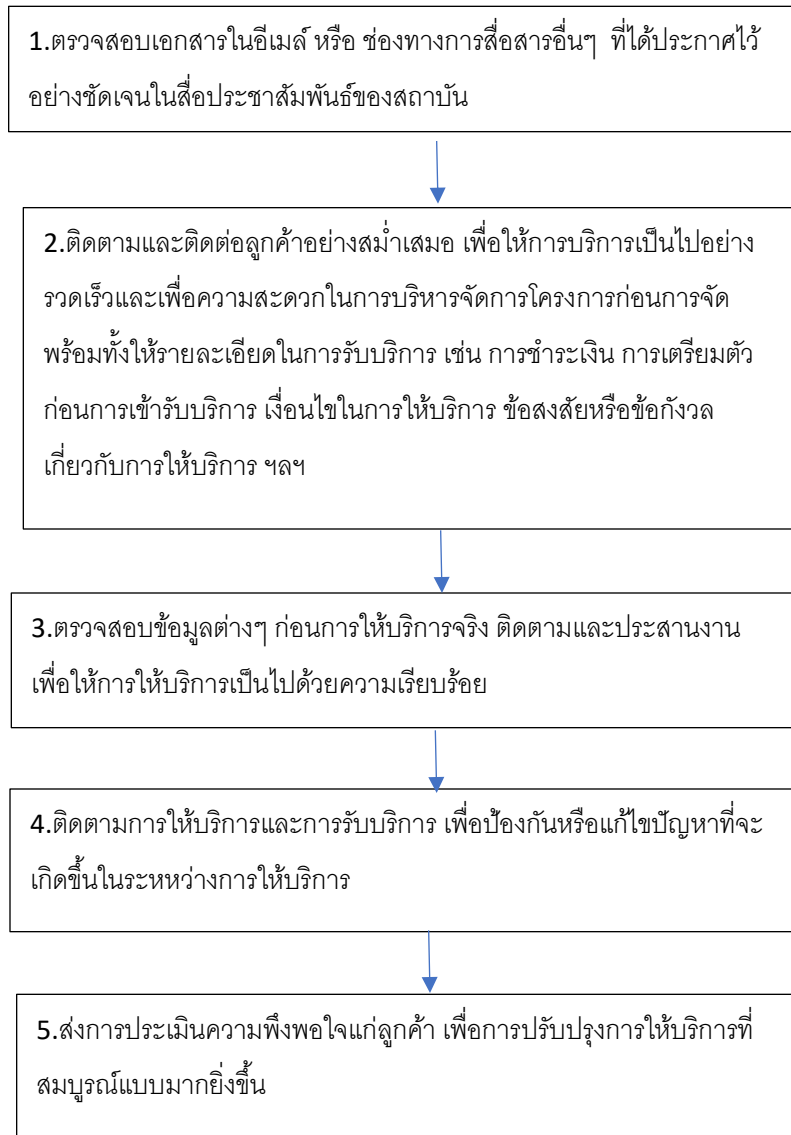 1.ตรวจสอบเอกสารในอีเมล์ หรือ ช่องทางการสื่อสารอื่นๆ  ที่ได้ประกาศไว้
อย่างชัดเจนในสื่อประชาสัมพันธ์ของสถาบัน
2.ติดตามและติดต่อลูกค้าอย่างสม่ำเสมอ เพื่อให้การบริการเป็นไปอย่าง
รวดเร็วและเพื่อความสะดวกในการบริหารจัดการโครงการก่อนการจัด
พร้อมทั้งให้รายละเอียดในการรับบริการ เช่น การชำระเงิน การเตรียมตัว
ก่อนการเข้ารับบริการ เงื่อนไขในการให้บริการ ข้อสงสัยหรือข้อกังวล
เกี่ยวกับการให้บริการ ฯลฯ
3.ตรวจสอบข้อมูลต่างๆ ก่อนการให้บริการจริง ติดตามและประสานงาน
เพื่อให้การให้บริการเป็นไปด้วยความเรียบร้อย
4.ติดตามการให้บริการและการรับบริการ เพื่อป้องกันหรือแก้ไขปัญหาที่จะ
เกิดขึ้นในระหหว่างการให้บริการ
5.ส่งการประเมินความพึงพอใจแก่ลูกค้า เพื่อการปรับปรุงการให้บริการที่
สมบูรณ์แบบมากยิ่งขึ้น